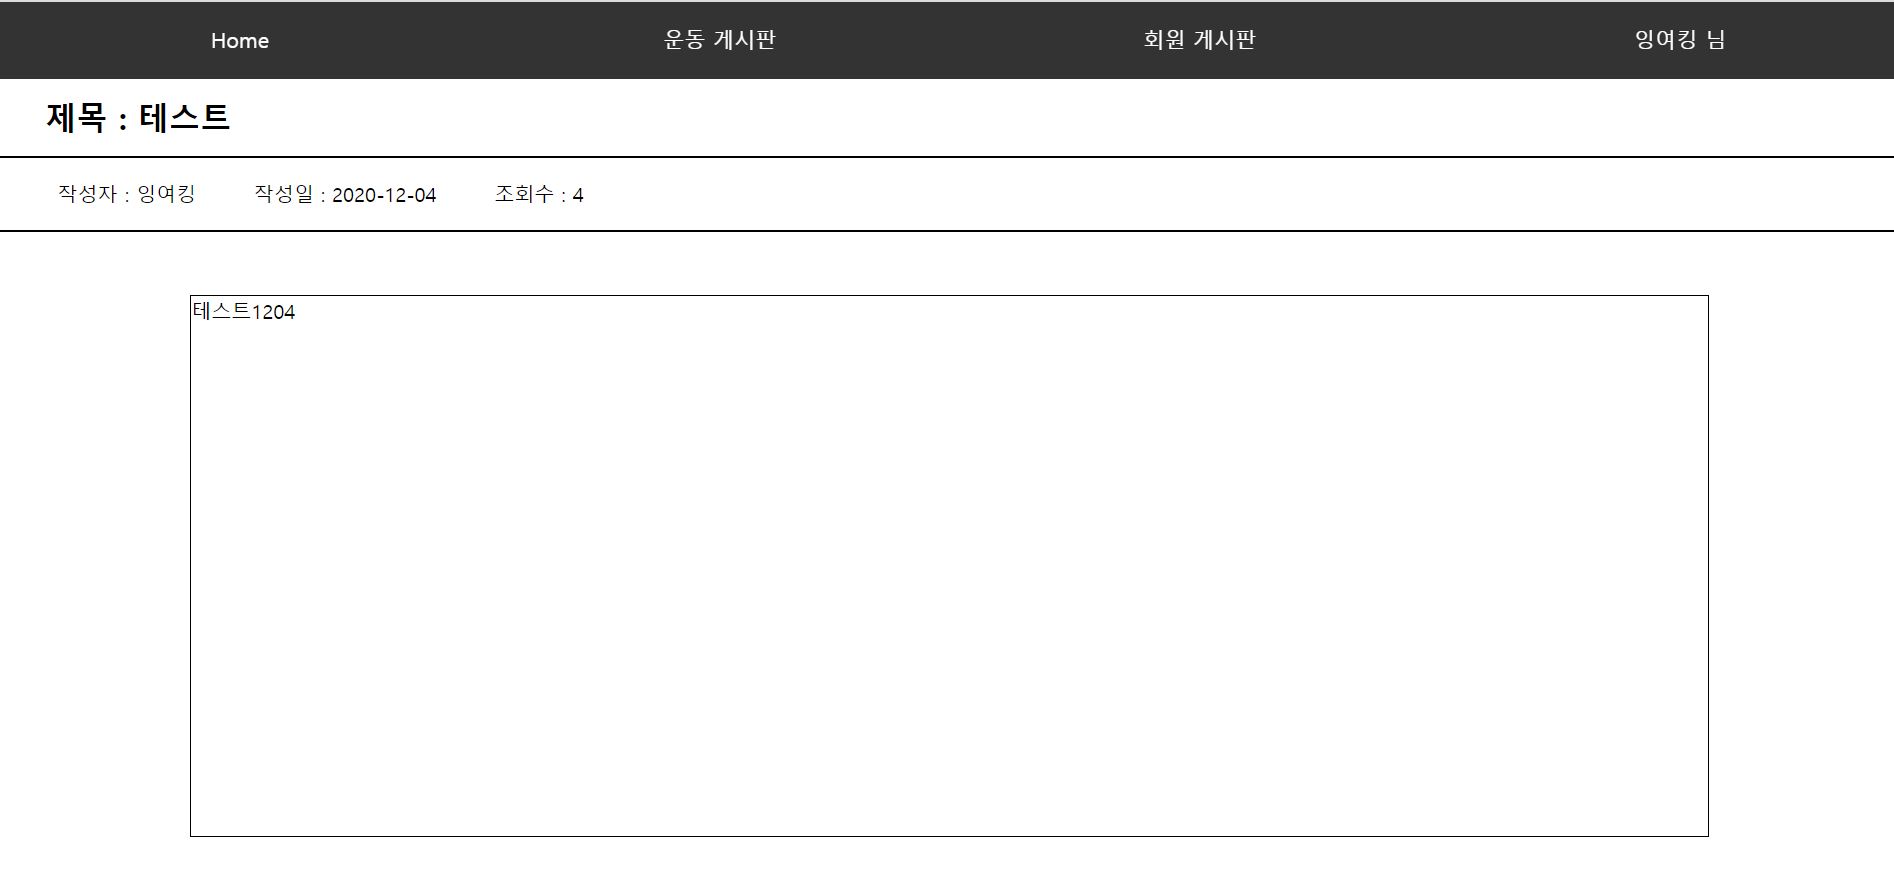 Home 운동 게시판 회원 게시판 잉여킹 님
제목 : 테스트
작성자 : 잉여킹 작성일 : 2020-12-04 조회수 : 4
테스트1204